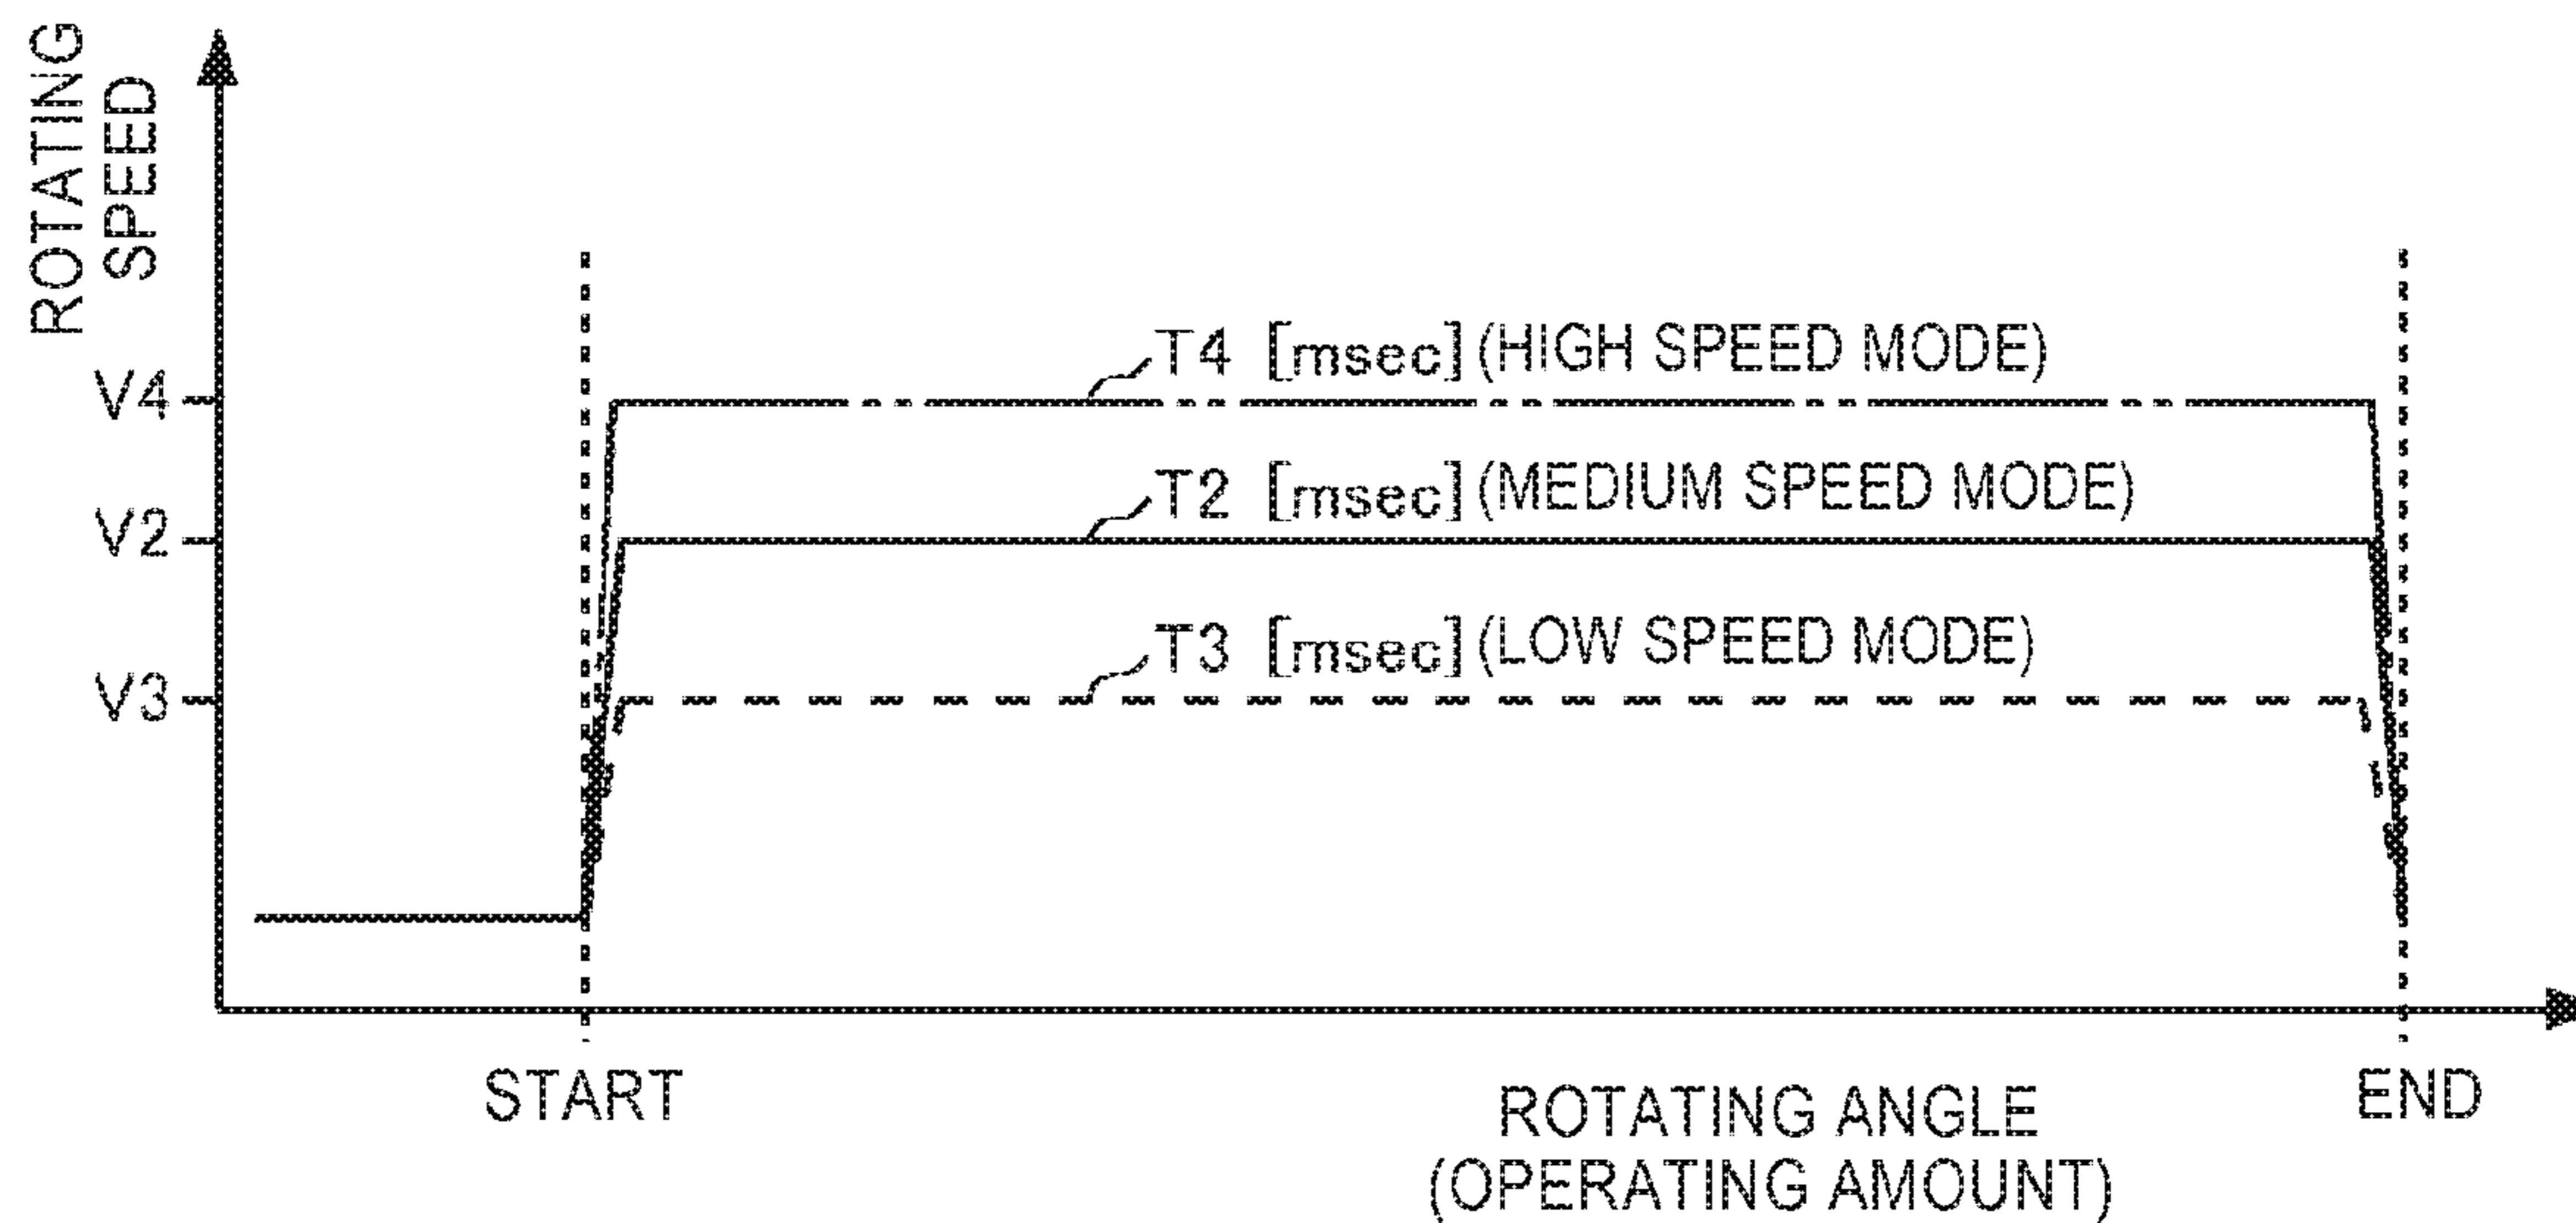 ROTATING
SPEED
V4
V2
V3
T4 [msec] (HIGH SPEED MODE)
T2 [msec] (MEDIUM SPEED MODE)
T3 [msec] (LOW SPEED MODE)
START
END
ROTATING ANGLE
(OPERATING AMOUNT)